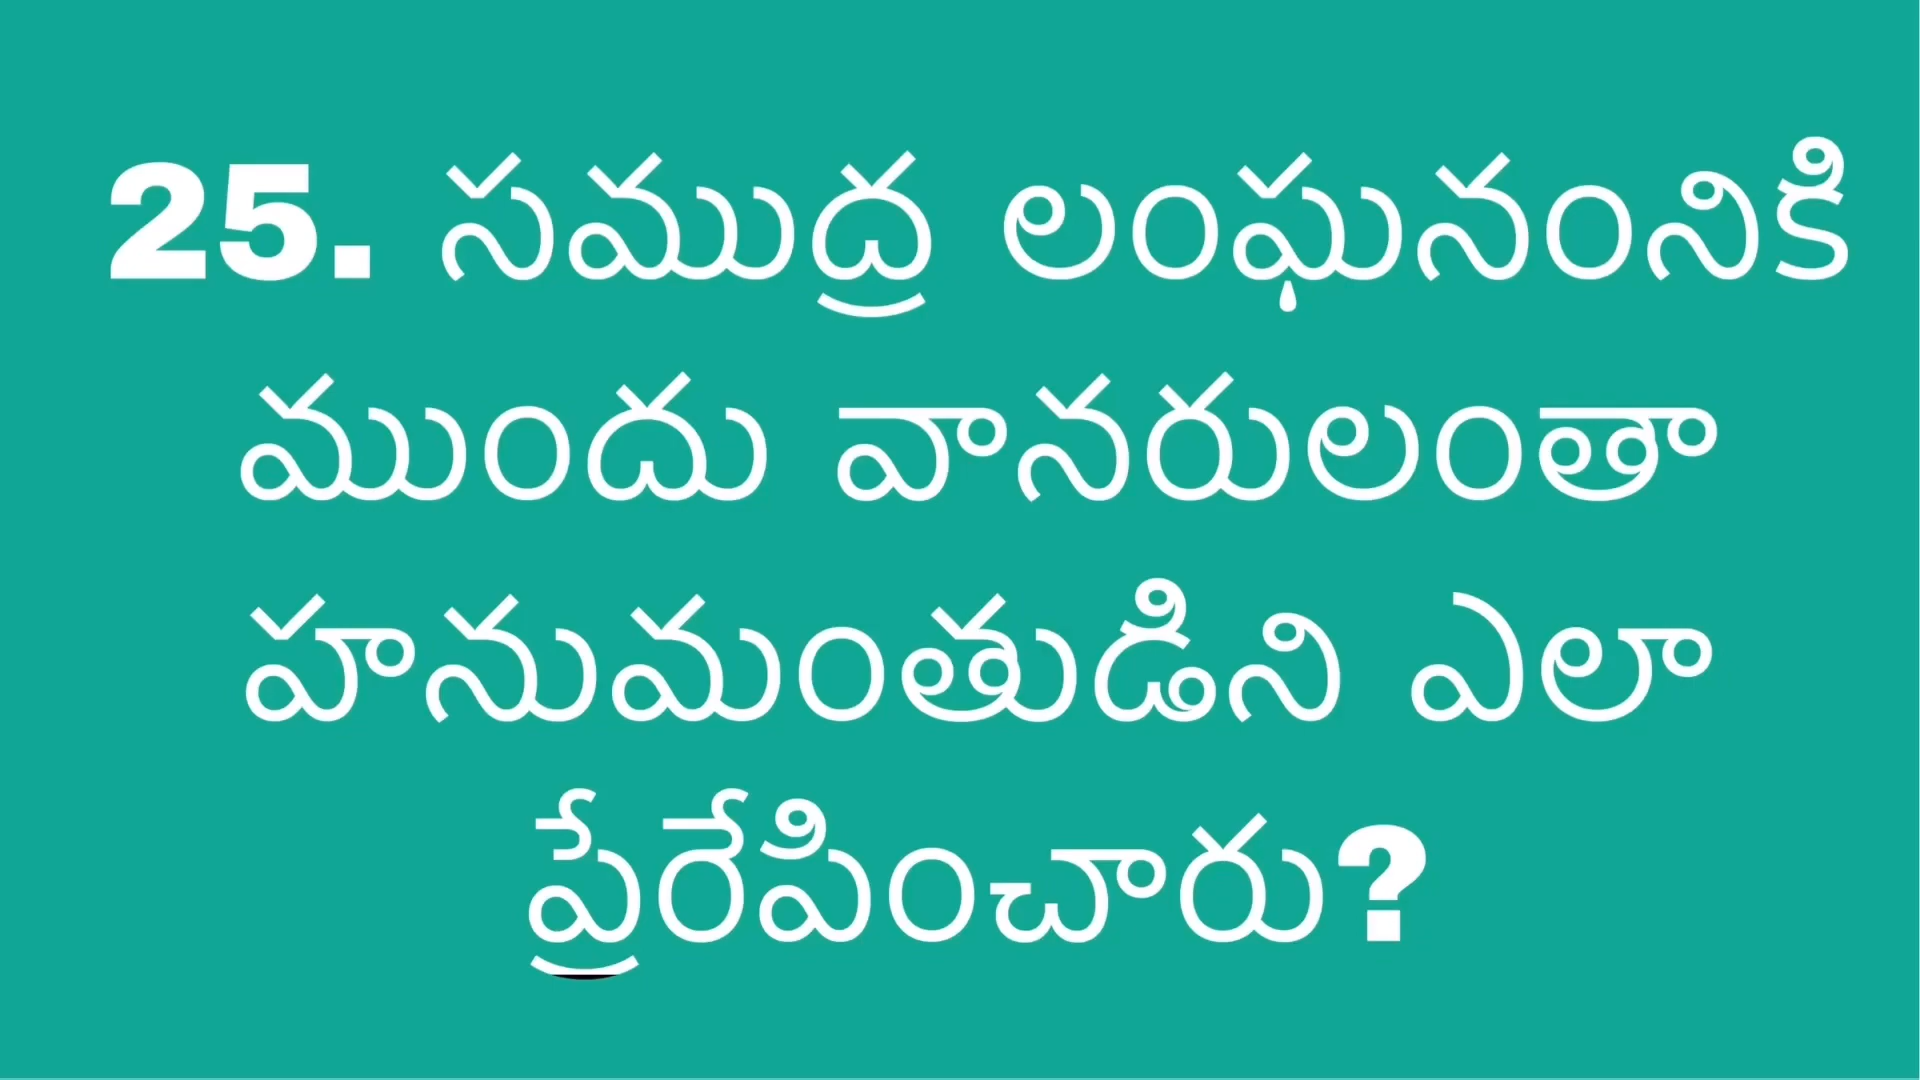 25. సముద్ర లంఘనంనికి
ముందు వానరులంతా
హనుమంతుడిని ఎలా
ప్రేరేపించారు?